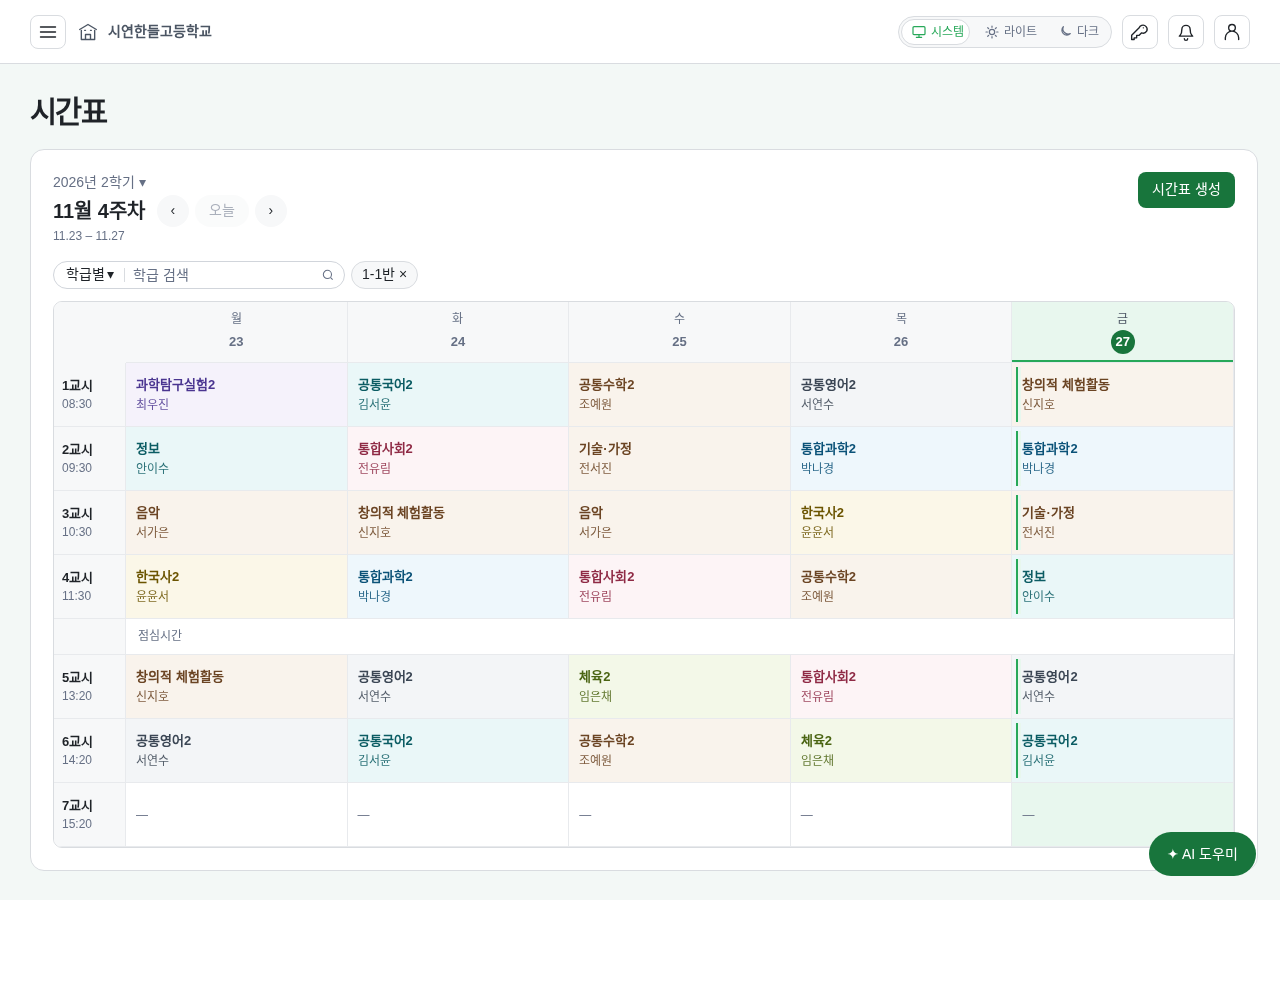 시연한들고등학교
시스템 라이트 다크
시간표
2026년 2학기 ▾
시간표 생성
11월 4주차 ‹ 오늘 ›
11.23 – 11.27
학급별 ▾ 학급 검색 1-1반 ×
월 화 수 목 금
23 24 25 26 27
1교시 과학탐구실험2 공통국어2 공통수학2 공통영어2 창의적 체험활동
08:30 최우진 김서윤 조예원 서연수 신지호
2교시 정보 통합사회2 기술·가정 통합과학2 통합과학2
09:30 안이수 전유림 전서진 박나경 박나경
3교시 음악 창의적 체험활동 음악 한국사2 기술·가정
10:30 서가은 신지호 서가은 윤윤서 전서진
4교시 한국사2 통합과학2 통합사회2 공통수학2 정보
11:30 윤윤서 박나경 전유림 조예원 안이수
점심시간
5교시 창의적 체험활동 공통영어2 체육2 통합사회2 공통영어2
13:20 신지호 서연수 임은채 전유림 서연수
6교시 공통영어2 공통국어2 공통수학2 체육2 공통국어2
14:20 서연수 김서윤 조예원 임은채 김서윤
7교시
15:20 — — — — —
✦ AI 도우미